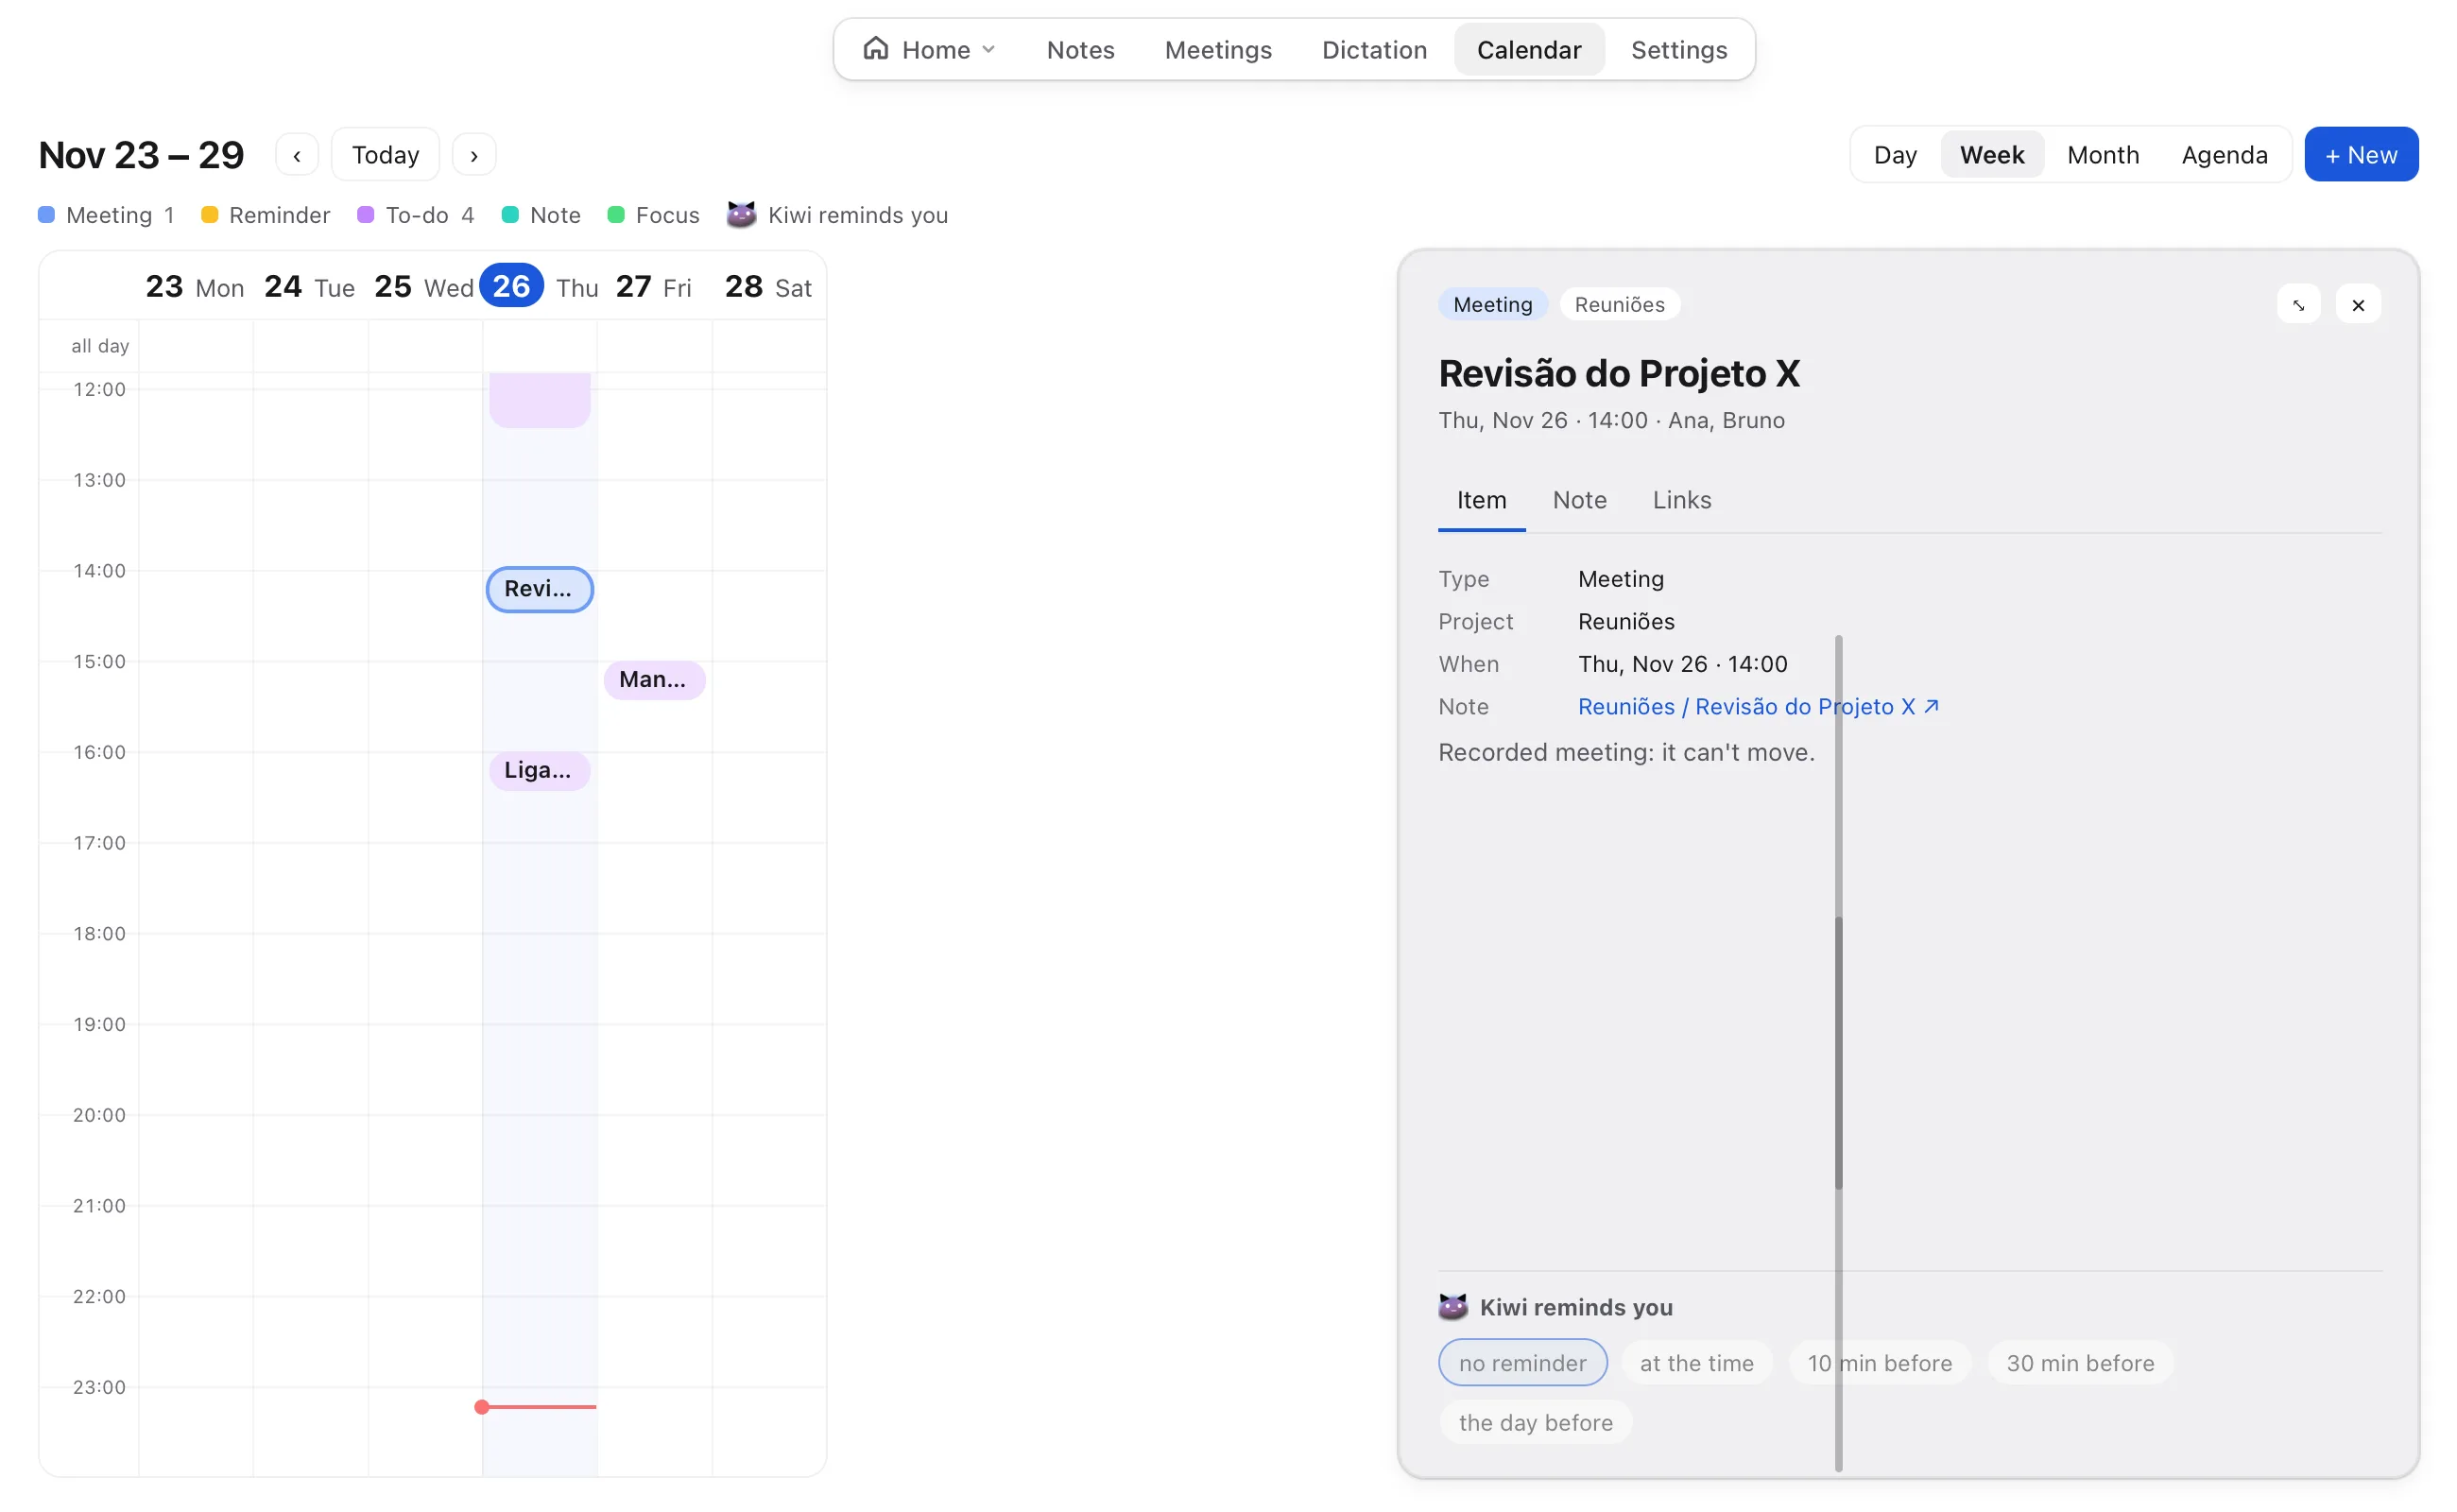 Home Notes Meetings Dictation Calendar Settings
Nov 23 – 29 ‹ Today › Day Week Month Agenda + New
Meeting 1 Reminder To-do 4 Note Focus Kiwi reminds you
23 Mon 24 Tue 25 Wed 26 Thu 27 Fri 28 Sat
all day
12:00
13:00
14:00
Revi...
15:00
Man...
16:00
Liga...
17:00
18:00
19:00
20:00
21:00
22:00
23:00
Meeting Reuniões
Revisão do Projeto X
Thu, Nov 26 · 14:00 · Ana, Bruno
Item Note Links
Type Meeting
Project Reuniões
When Thu, Nov 26 · 14:00
Note Reuniões / Revisão do Projeto X ↗
Recorded meeting: it can't move.
Kiwi reminds you
no reminder at the time 10 min before 30 min before
the day before